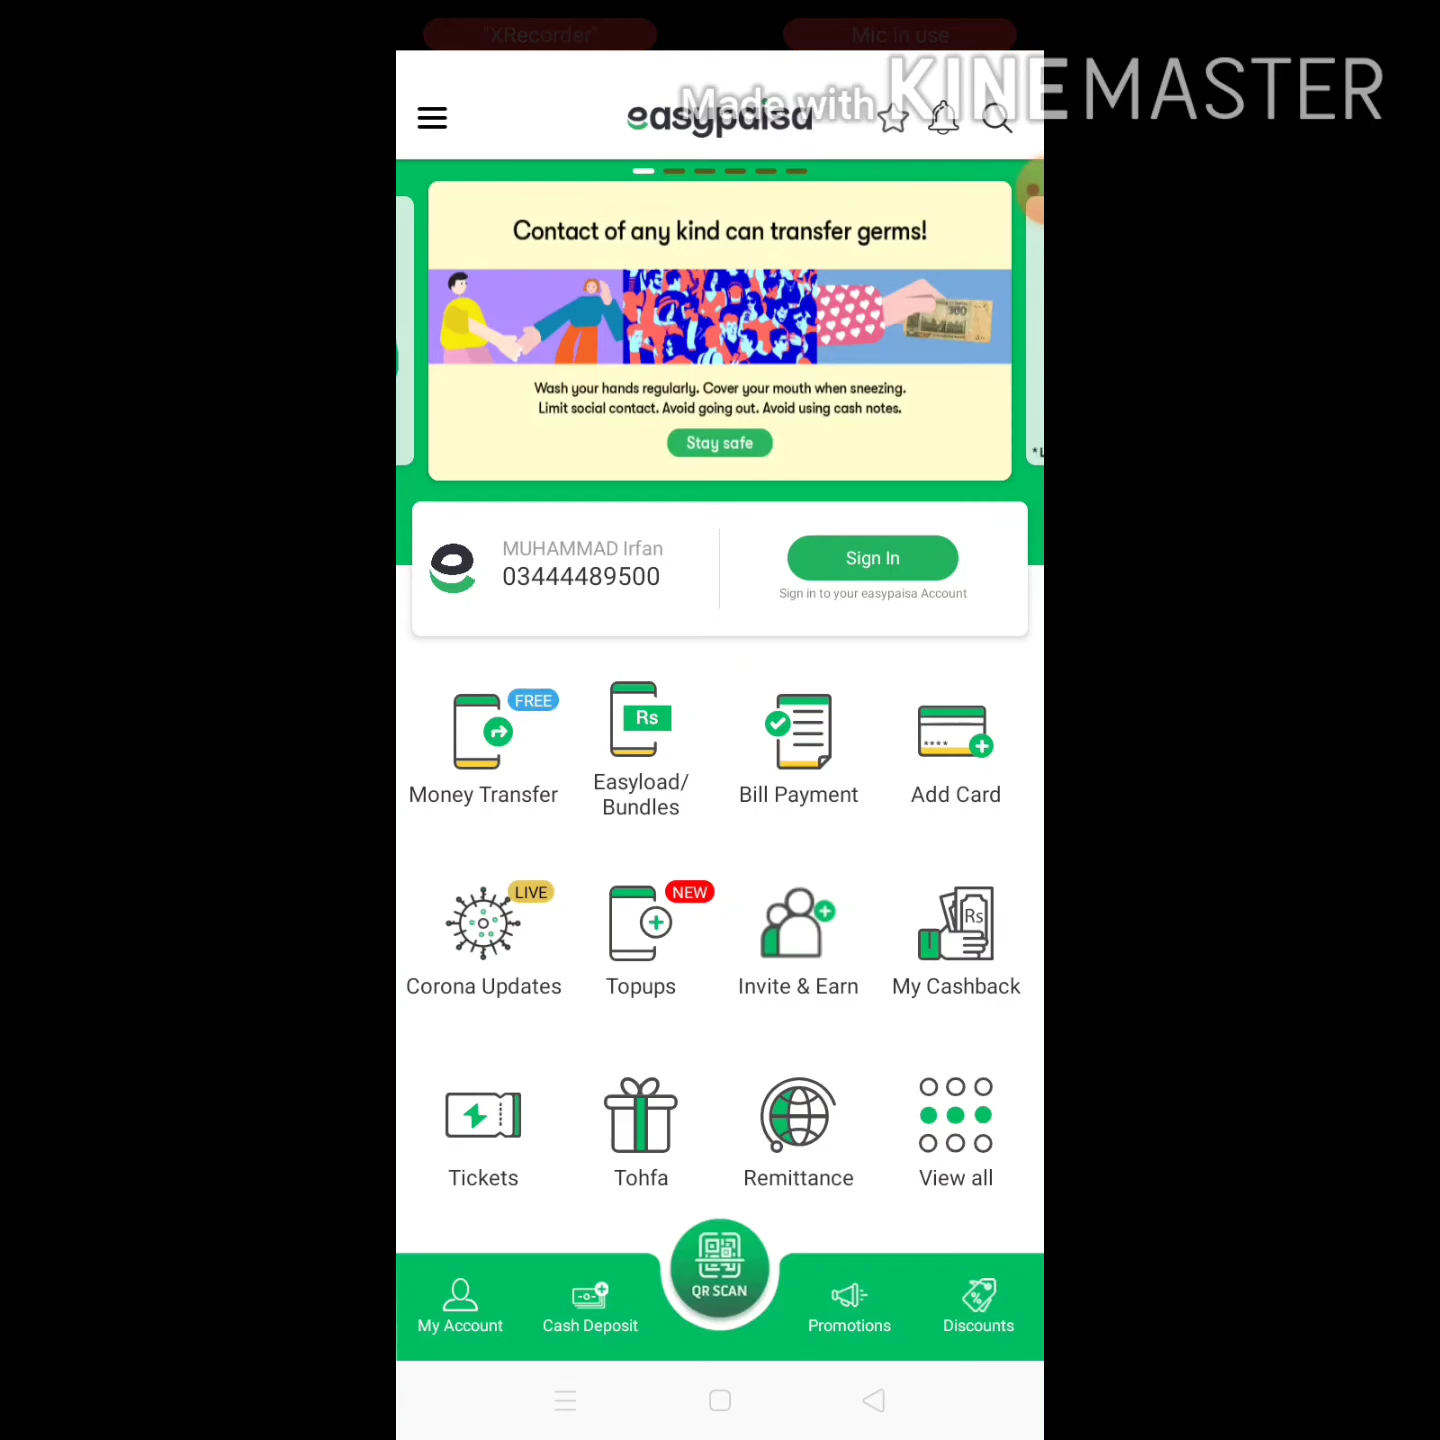 "XRecorder"
Mic in use
Made with KINEMASTER
easypaisa
Contact of any kind can transfer germs!
Wash your hands regularly. Cover your mouth when sneezing.
Limit social contact. Avoid going out. Avoid using cash notes.
Stay safe
MUHAMMAD Irfan
03444489500
Sign In
Sign in to your easypaisa Account
FREE
Rs
Money Transfer
Easyload/
Bundles
Bill Payment
****
Add Card
LIVE
NEW
Rs
Corona Updates
Topups
Invite & Earn
My Cashback
Tickets
Tohfa
Remittance
View all
QR SCAN
My Account
Cash Deposit
Promotions
Discounts